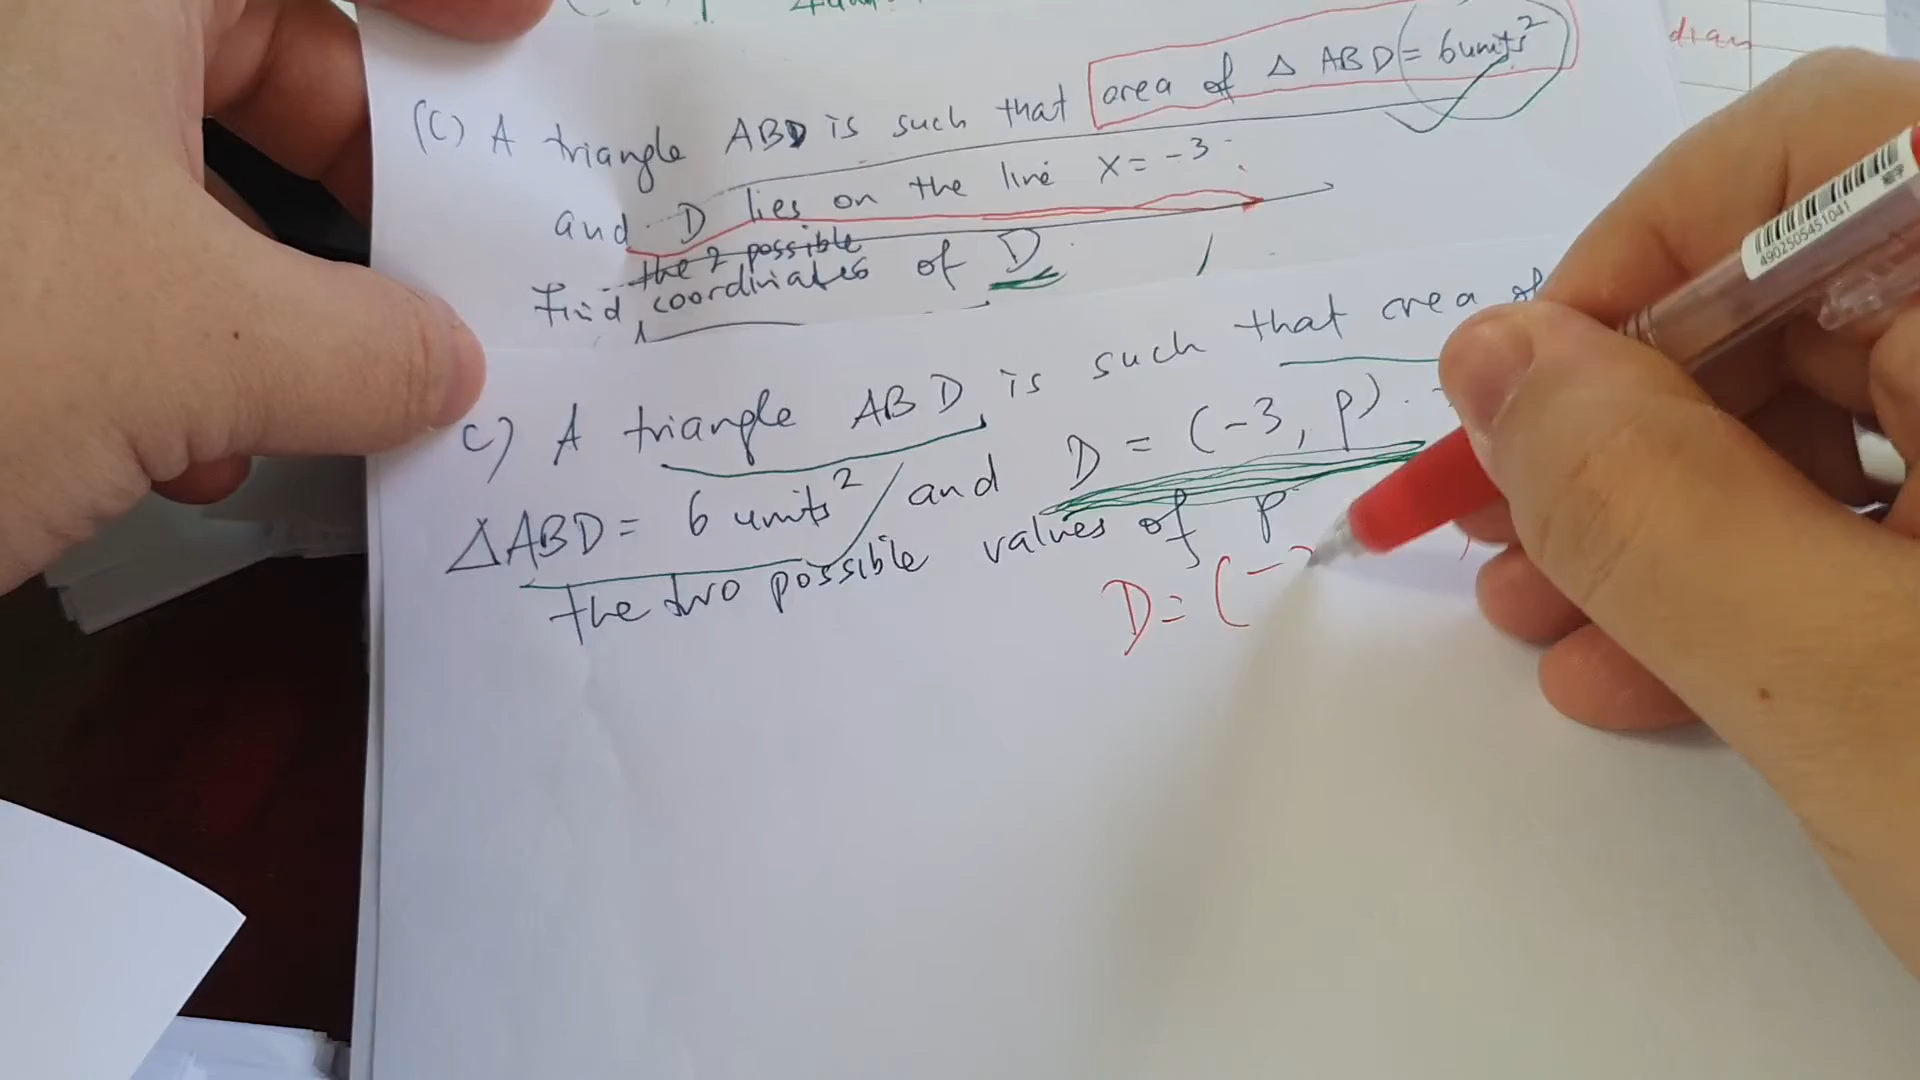 (C) A triangle ABD is such that area of △ ABD = 6 units²
and D lies on the line x = -3
the 2 possible
Find coordinates of D
C) A triangle ABD is such that area of
△ABD = 6 units² and D = (-3, p).
the two possible values of p
D = (-
dian
4902505451041